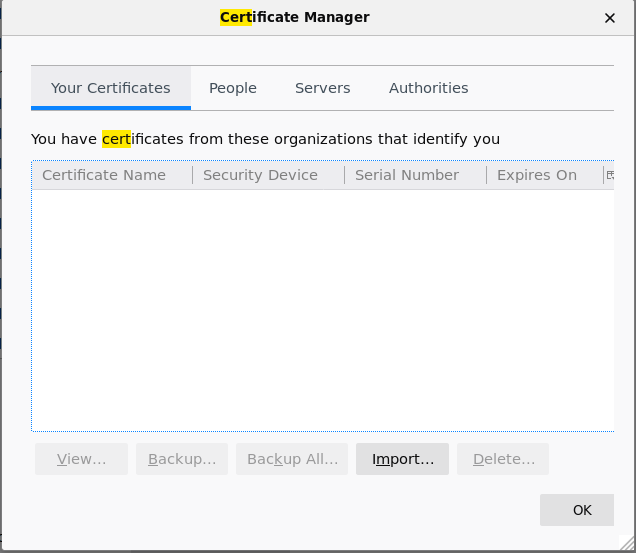 Certificate Manager
Your Certificates People Servers Authorities
You have certificates from these organizations that identify you
Certificate Name Security Device Serial Number Expires On
View... Backup... Backup All... Import... Delete...
OK